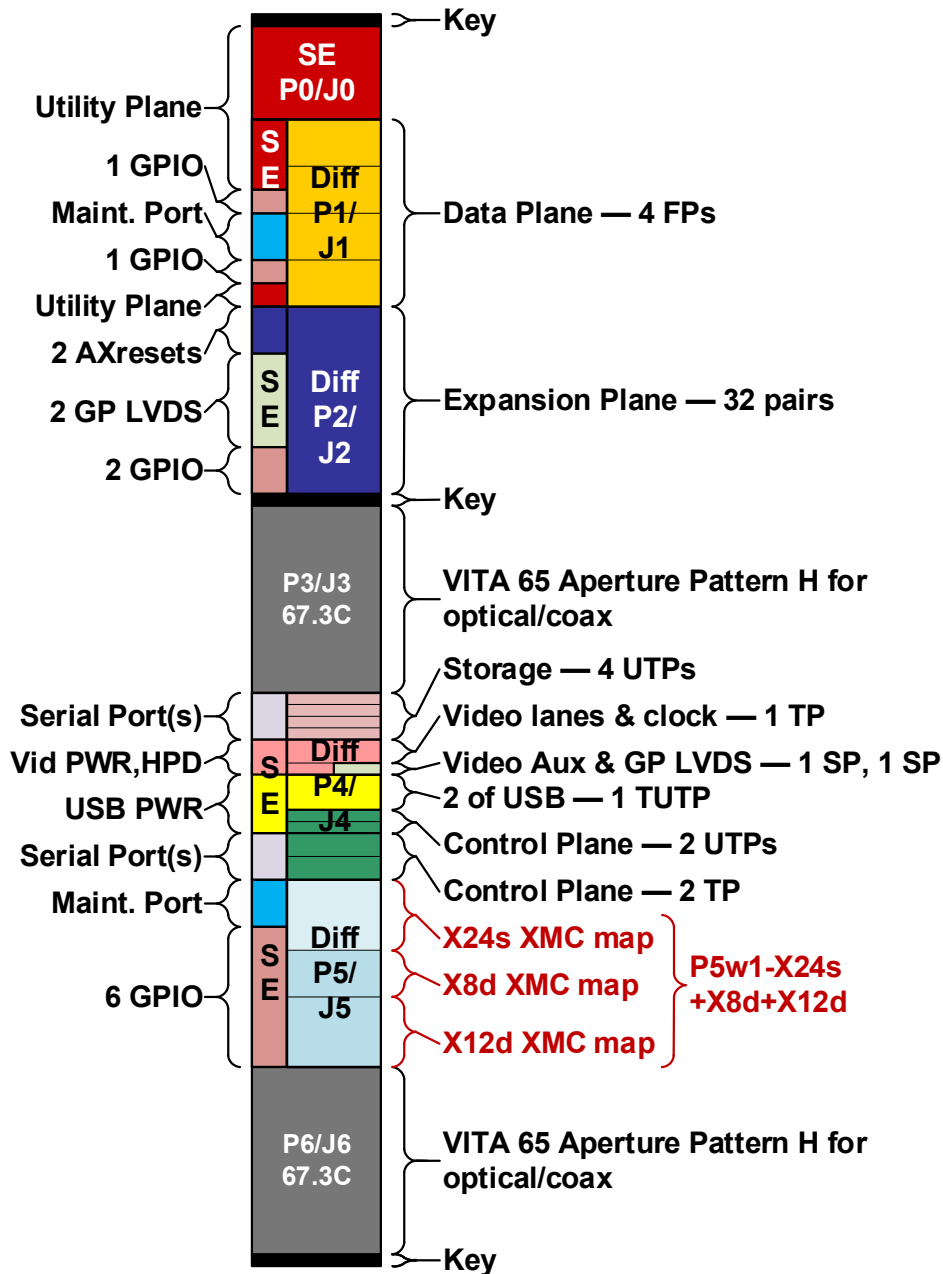 Key
SE
P0/J0
Utility Plane
S
E
Diff
P1/
J1
1 GPIO
Maint. Port
1 GPIO
Utility Plane
Data Plane — 4 FPs
2 AXresets
2 GP LVDS
2 GPIO
S
E
Diff
P2/
J2
Expansion Plane — 32 pairs
Key
P3/J3
67.3C
VITA 65 Aperture Pattern H for
optical/coax
Serial Port(s)
Vid PWR,HPD
USB PWR
Serial Port(s)
S
E
Diff
P4/
J4
Storage — 4 UTPs
Video lanes & clock — 1 TP
Video Aux & GP LVDS — 1 SP, 1 SP
2 of USB — 1 TUTP
Control Plane — 2 UTPs
Control Plane — 2 TP
Maint. Port
6 GPIO
S
E
Diff
P5/
J5
X24s XMC map
X8d XMC map
X12d XMC map
P5w1-X24s
+X8d+X12d
P6/J6
67.3C
VITA 65 Aperture Pattern H for
optical/coax
Key